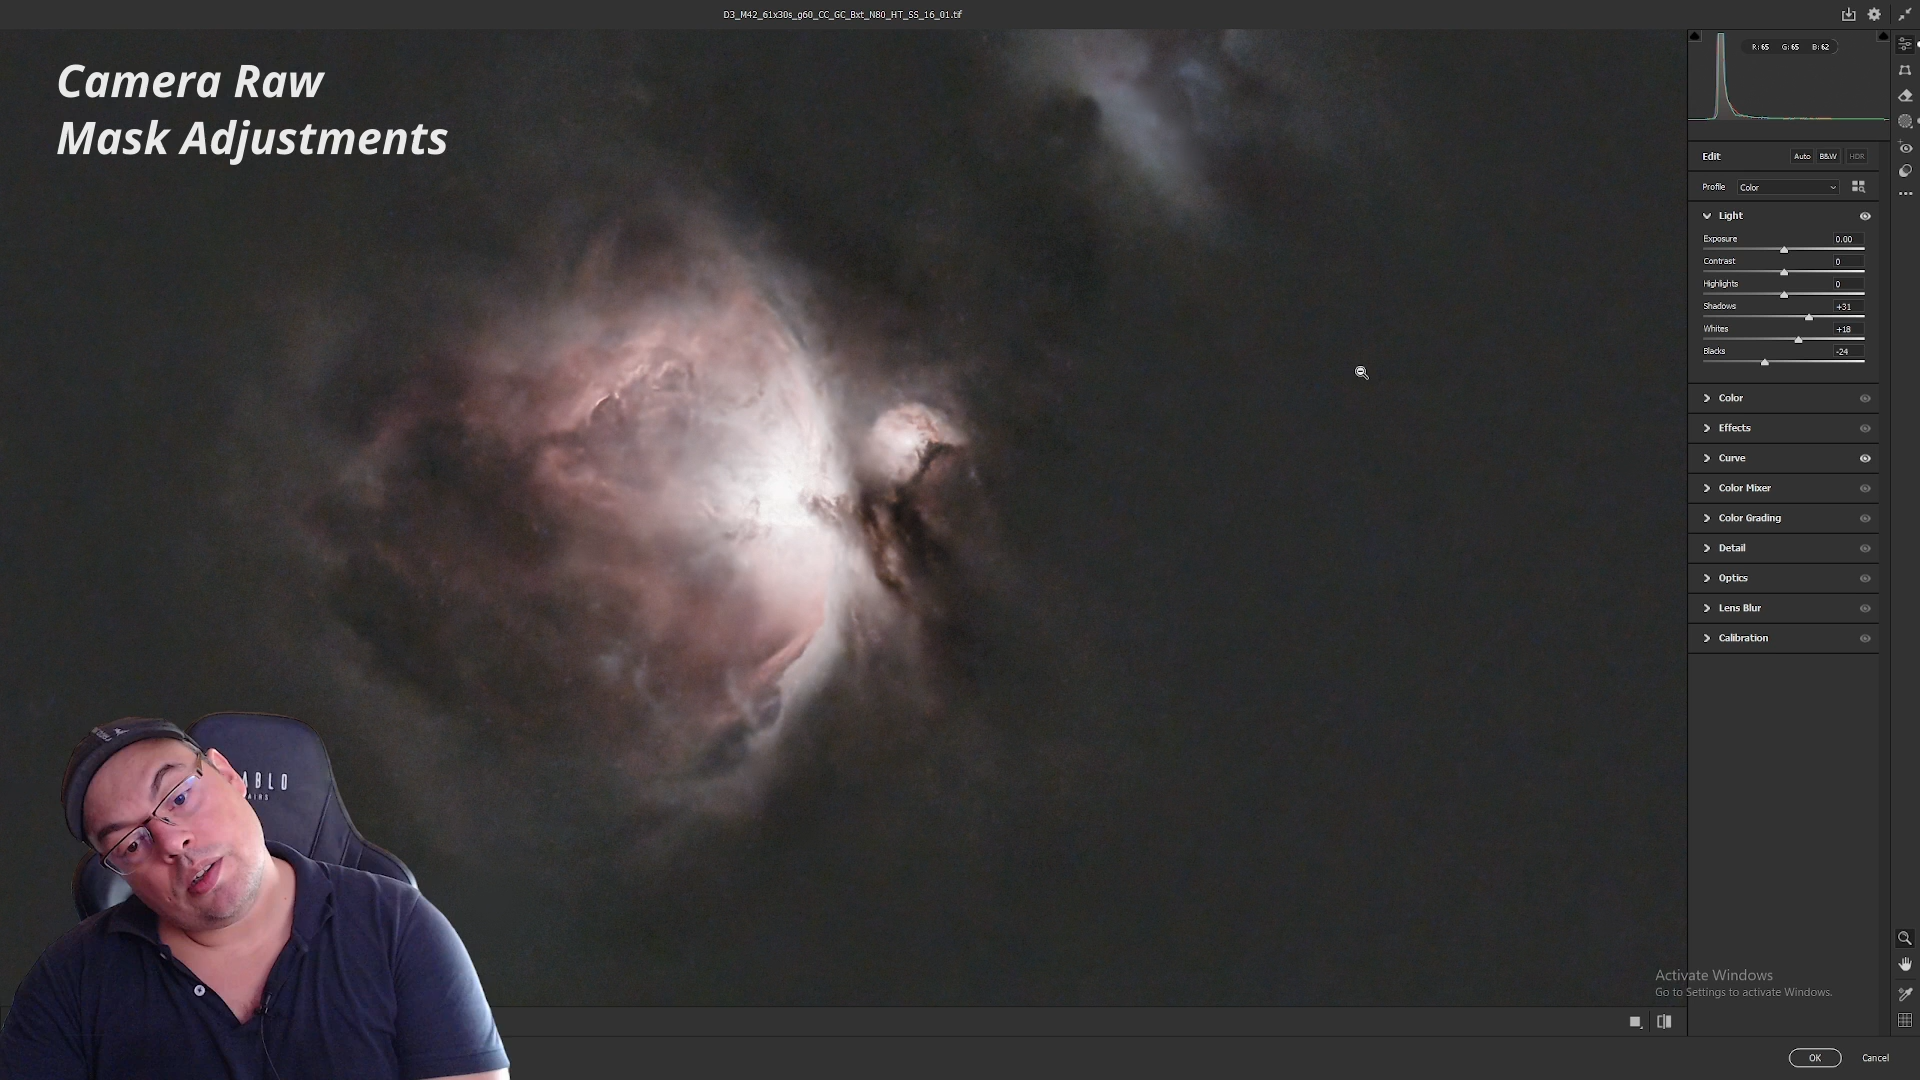 D3_M42_61x30s_g60_CC_GC_Bxt_N80_HT_SS_16_01.tif
Camera Raw
Mask Adjustments
R: 65 G: 65 B: 62
Edit Auto B&W HDR
Profile Color
Light
Exposure 0.00
Contrast 0
Highlights 0
Shadows +31
Whites +18
Blacks -24
Color
Effects
Curve
Color Mixer
Color Grading
Detail
Optics
Lens Blur
Calibration
ABLO
Activate Windows
Go to Settings to activate Windows.
OK Cancel